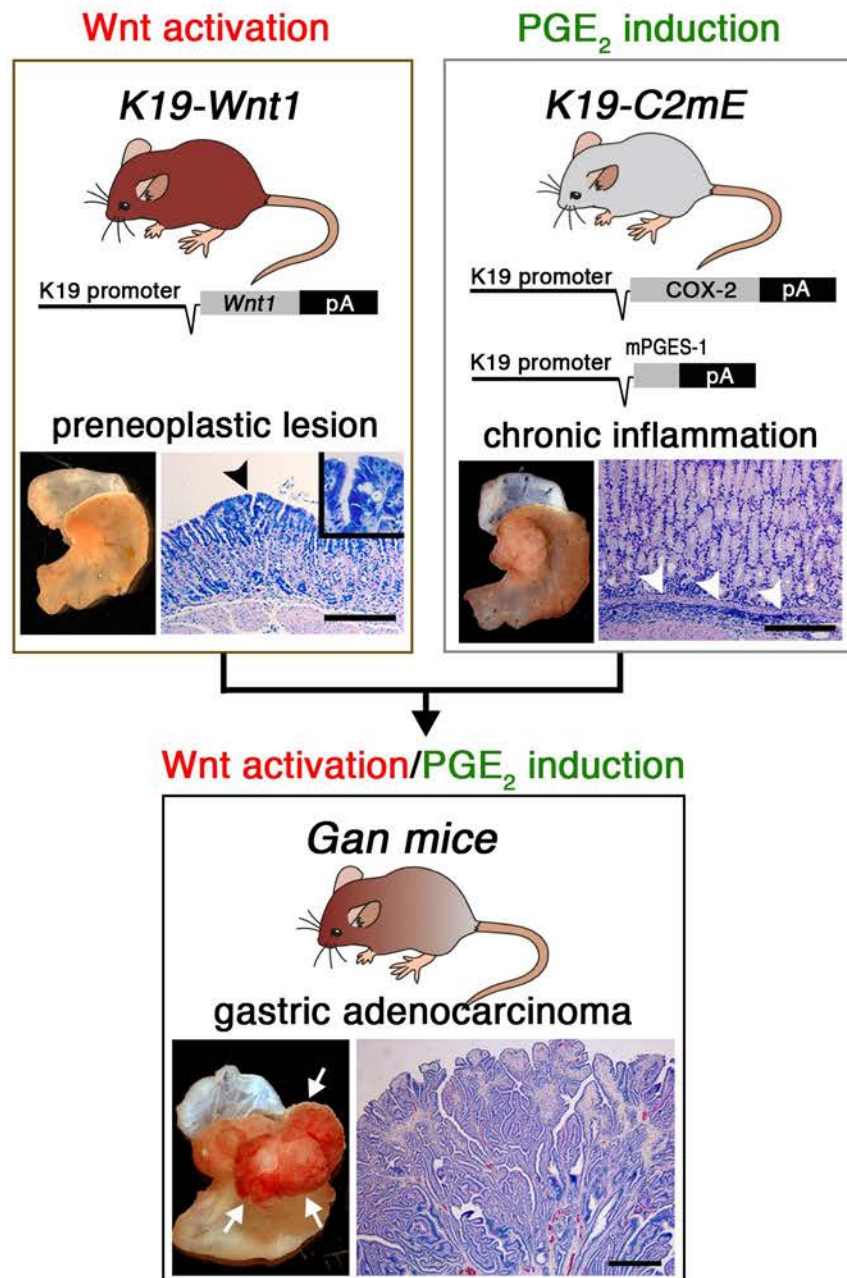 Wnt activation
K19-Wnt1
K19 promoter
Wnt1
pA
preneoplastic lesion
PGE₂ induction
K19-C2mE
K19 promoter
COX-2
pA
mPGES-1
K19 promoter
pA
chronic inflammation
Wnt activation/PGE₂ induction
Gan mice
gastric adenocarcinoma